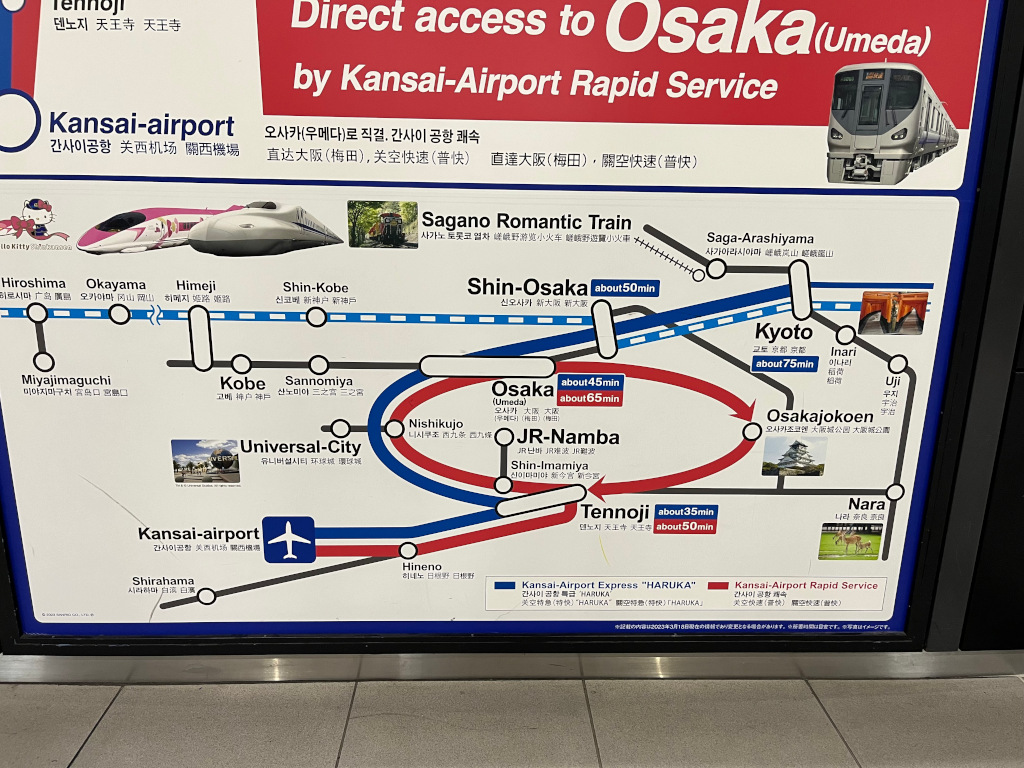 Tennoji
덴노지 天王寺 天王寺
Direct access to Osaka (Umeda)
by Kansai-Airport Rapid Service
Kansai-airport
간사이공항 关西机场 關西機場
오사카(우메다)로 직결. 간사이 공항 쾌속
直达大阪(梅田),关空快速(普快) 直達大阪(梅田)，關空快速(普快)
Sagano Romantic Train
사가노 토롯코 열차 嵯峨野游览小火车 嵯峨野遊覽小火車
Saga-Arashiyama
사가아라시야마 嵯峨岚山 嵯峨嵐山
Hiroshima
히로시마 广岛 廣島
Okayama
오카야마 冈山 岡山
Himeji
히메지 姫路 姫路
Shin-Kobe
신코베 新神户 新神戶
Shin-Osaka
about50min
신오사카 新大阪 新大阪
Kyoto
교토 京都 京都
about75min
Inari
이나리
稲荷
稲荷
Uji
우지
宇治
宇治
Miyajimaguchi
미야지마구치 宮岛口 宮島口
Kobe
고베 神户 神戶
Sannomiya
산노미야 三之宫 三之宮
Osaka
(Umeda)
오사카 大阪 大阪
(우메다) (梅田) (梅田)
about45min
about65min
Osakajokoen
오사카조코엔 大阪城公园 大阪城公園
Nishikujo
니시쿠조 西九条 西九條
Universal-City
유니버설시티 环球城 環球城
JR-Namba
JR난바 JR难波 JR難波
Shin-Imamiya
신이마미야 新今宫 新今宮
Tennoji
덴노지 天王寺 天王寺
about35min
about50min
Nara
나라 奈良 奈良
Kansai-airport
간사이공항 关西机场 關西機場
Hineno
히네노 日根野 日根野
Shirahama
시라하마 白滨 白濱
Kansai-Airport Express "HARUKA"
간사이 공항 특급 "HARUKA"
关空特急(特快)"HARUKA" 關空特急(特快)「HARUKA」
Kansai-Airport Rapid Service
간사이 공항 쾌속
关空快速(普快) 關空快速(普快)
※記載の内容は2023年3月18日現在の情報であり変更となる場合があります。※所要時間は目安です。※写真はイメージです。